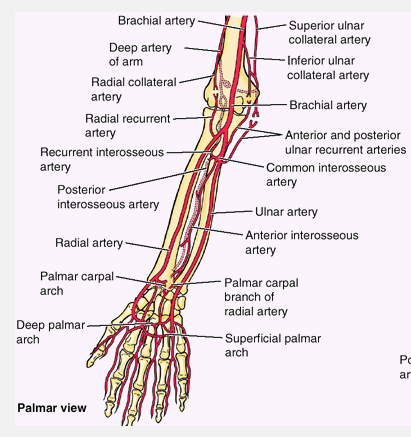 Brachial artery
Deep artery
of arm
Radial collateral
artery
Radial recurrent
artery
Recurrent interosseous
artery
Posterior
interosseous artery
Radial artery
Palmar carpal
arch
Deep palmar
arch
Palmar view
Superior ulnar
collateral artery
Inferior ulnar
collateral artery
Brachial artery
Anterior and posterior
ulnar recurrent arteries
Common interosseous
artery
Ulnar artery
Anterior interosseous
artery
Palmar carpal
branch of
radial artery
Superficial palmar
arch